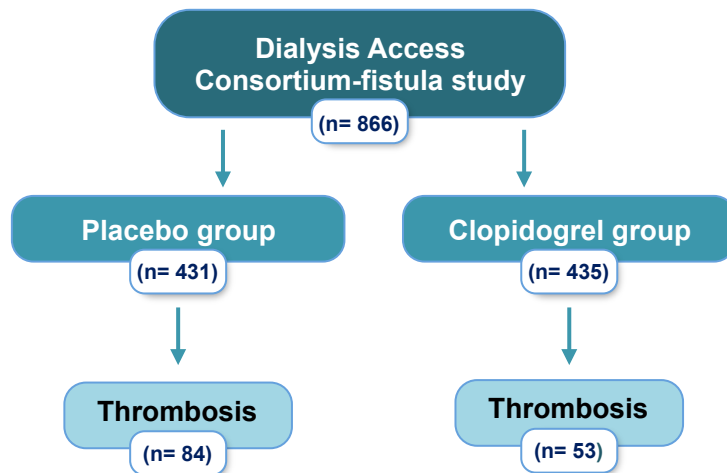 Dialysis Access
Consortium-fistula study
(n= 866)
Placebo group
(n= 431)
Clopidogrel group
(n= 435)
Thrombosis
(n= 84)
Thrombosis
(n= 53)